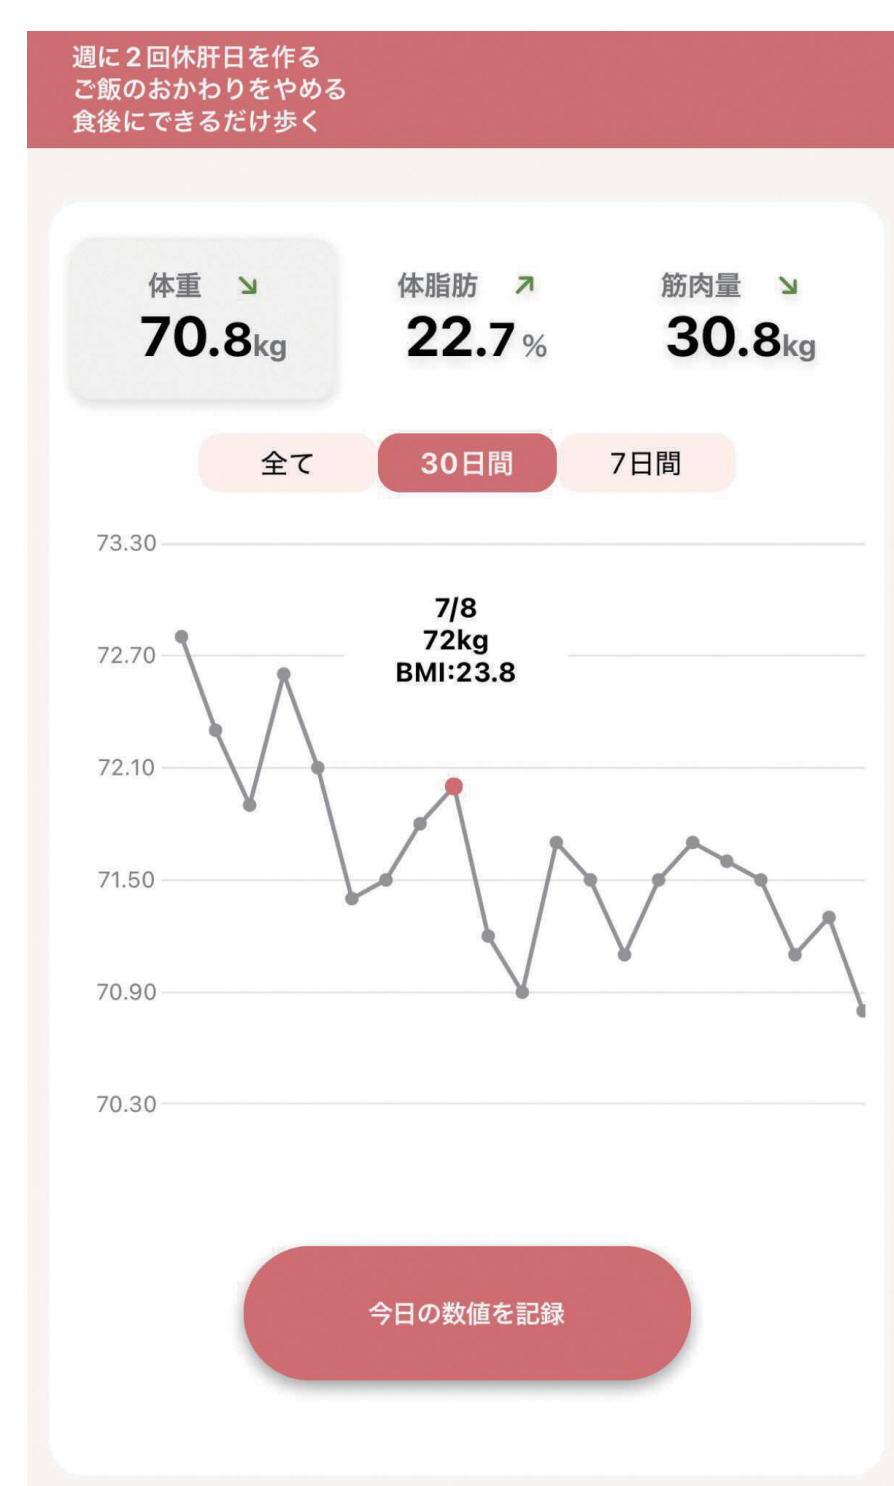 週に2回休肝日を作る
ご飯のおかわりをやめる
食後にできるだけ歩く
体重 ↘ 体脂肪 ↗ 筋肉量 ↘
70.8kg 22.7% 30.8kg
全て 30日間 7日間
73.30
7/8
72kg
72.70
BMI:23.8
72.10
71.50
70.90
70.30
今日の数値を記録